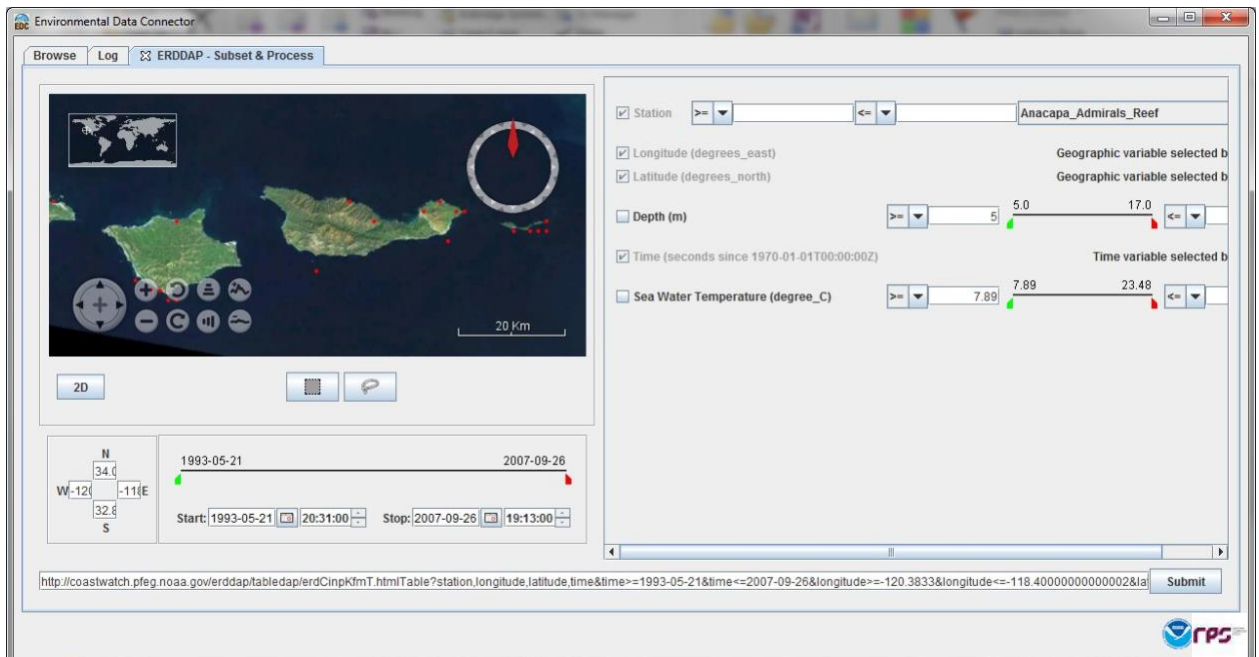 Environmental Data Connector
Browse Log ERDDAP - Subset & Process
Station >= <= Anacapa_Admirals_Reef
Longitude (degrees_east) Geographic variable selected b
Latitude (degrees_north) Geographic variable selected b
Depth (m) >= 5 5.0 17.0 <=
Time (seconds since 1970-01-01T00:00:00Z) Time variable selected b
Sea Water Temperature (degree_C) >= 7.89 7.89 23.48 <=
20 Km
2D
N
34.0
W -120 -118 E
32.8
S
1993-05-21 2007-09-26
Start: 1993-05-21 20:31:00 Stop: 2007-09-26 19:13:00
http://coastwatch.pfeg.noaa.gov/erddap/tabledap/erdCinpKfmT.htmlTable?station,longitude,latitude,time&time>=1993-05-21&time<=2007-09-26&longitude>=-120.3833&longitude<=-118.40000000000002&la Submit
rps